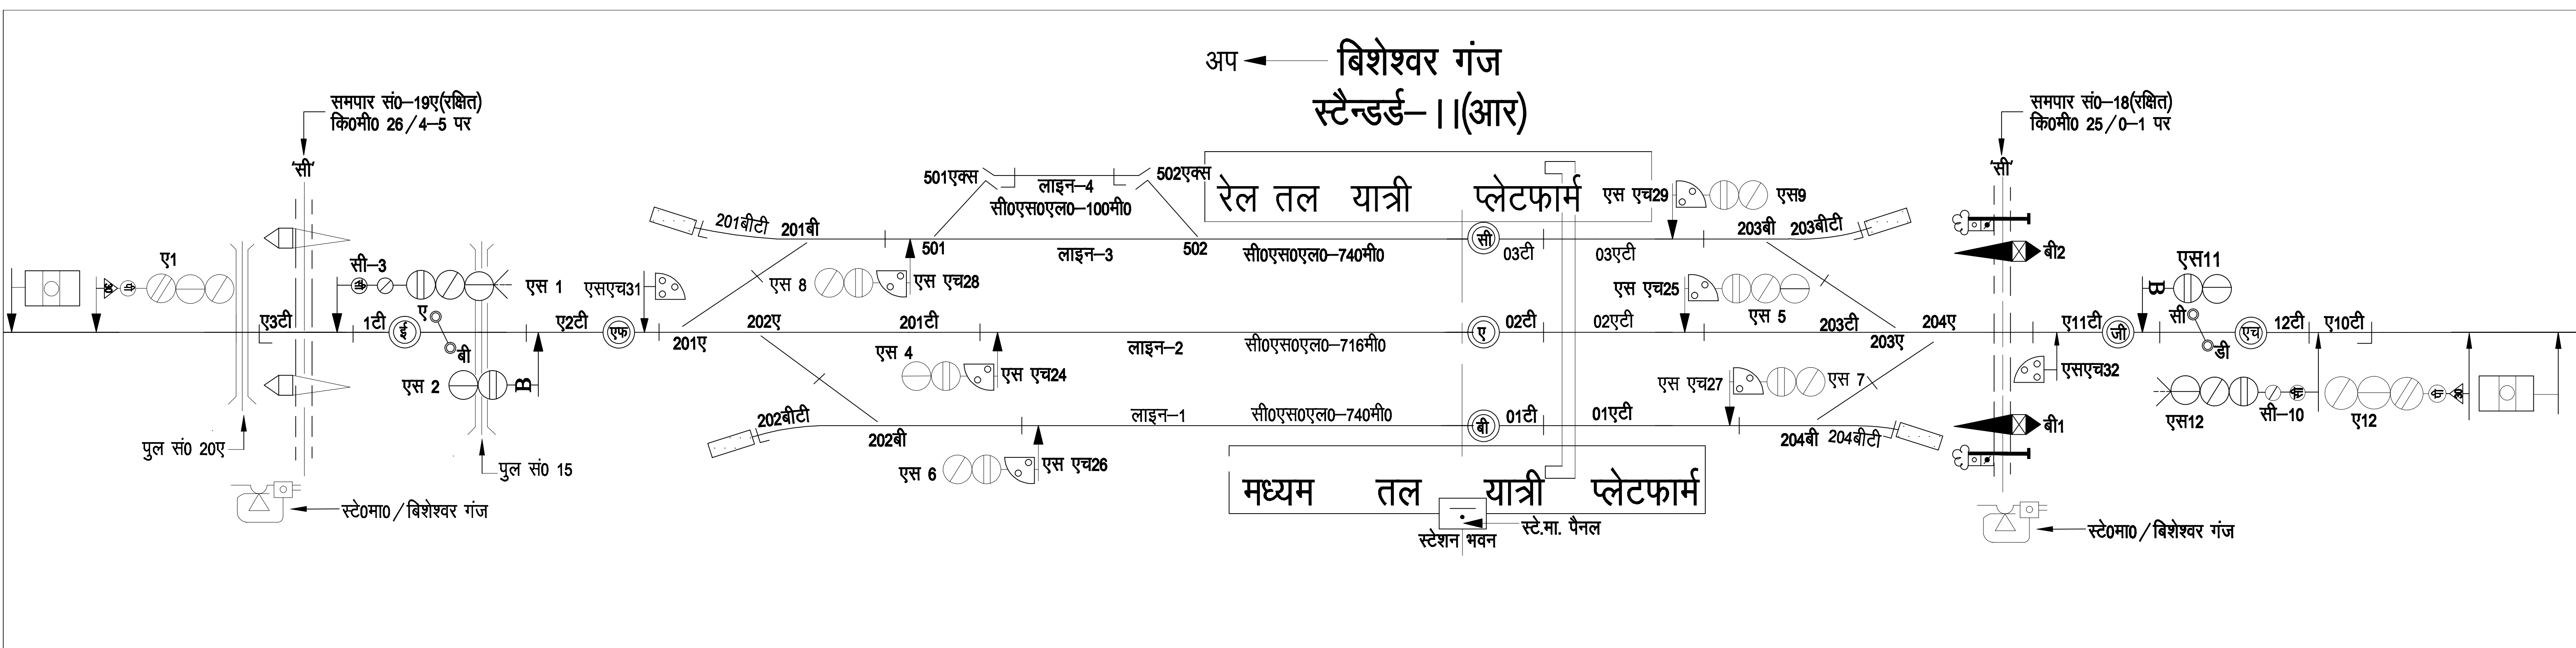 अप
बिशेश्वर गंज
स्टैन्डर्ड–II(आर)
समपार सं0–19ए(रक्षित)
कि0मी0 26/4–5 पर
'सी'
समपार सं0–18(रक्षित)
कि0मी0 25/0–1 पर
'सी'
501एक्स
लाइन–4
502एक्स
सी0एस0एल0–100मी0
रेल तल यात्री प्लेटफार्म
एस एच29
एस9
201बीटी
201बी
501
502
लाइन–3
सी0एस0एल0–740मी0
सी
03टी
03एटी
203बी
203बीटी
बी2
ए1
30
पी
सी–3
सी
एस 1
एसएच31
एस 8
एस एच28
एस एच25
एस 5
एस11
B
सी
डी
ए3टी
1टी
ई
ए
बी
ए2टी
एफ
201ए
202ए
201टी
लाइन–2
सी0एस0एल0–716मी0
ए
02टी
02एटी
203टी
203ए
204ए
ए11टी
जी
एच
12टी
ए10टी
एस 2
B
एस 4
एस एच24
एस एच27
एस 7
एसएच32
एस12
सी–10
सी
ए12
पी
30
पुल सं0 20ए
पुल सं0 15
202बीटी
202बी
लाइन–1
सी0एस0एल0–740मी0
बी
01टी
01एटी
204बी
204बीटी
बी1
एस 6
एस एच26
मध्यम तल यात्री प्लेटफार्म
स्टे.मा. पैनल
स्टेशन भवन
स्टे0मा0/बिशेश्वर गंज
स्टे0मा0/बिशेश्वर गंज